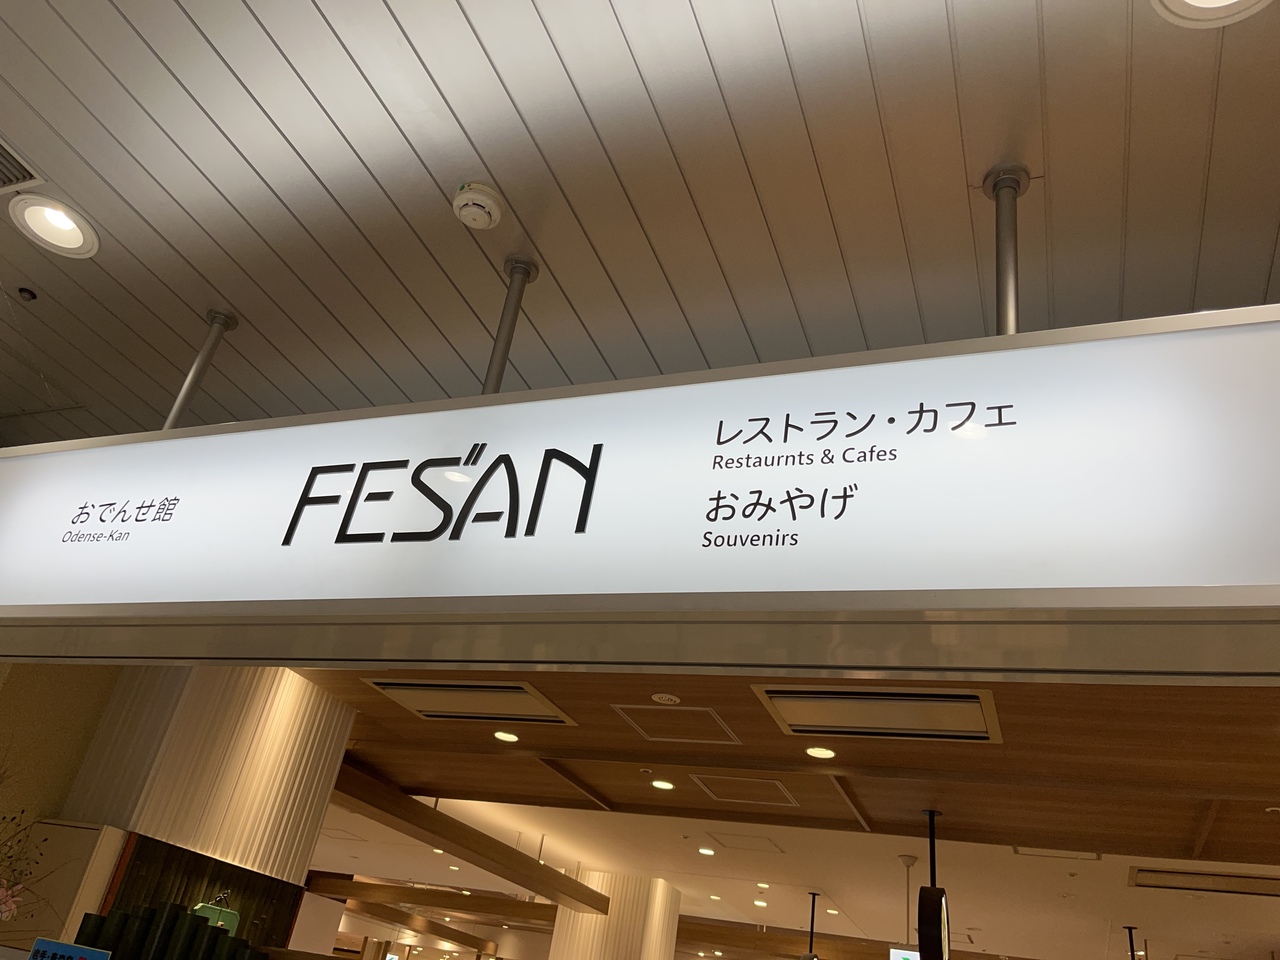 おでんせ館
Odense-Kan
FES"AN
レストラン・カフェ
Restaurnts & Cafes
おみやげ
Souvenirs